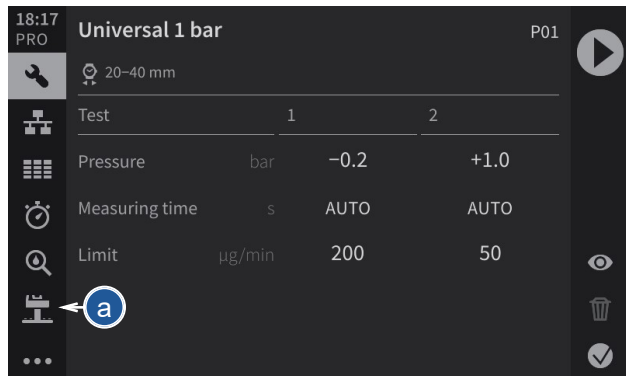 18:17
PRO
Universal 1 bar P01
20–40 mm
Test 1 2
Pressure bar −0.2 +1.0
Measuring time s AUTO AUTO
Limit µg/min 200 50
a